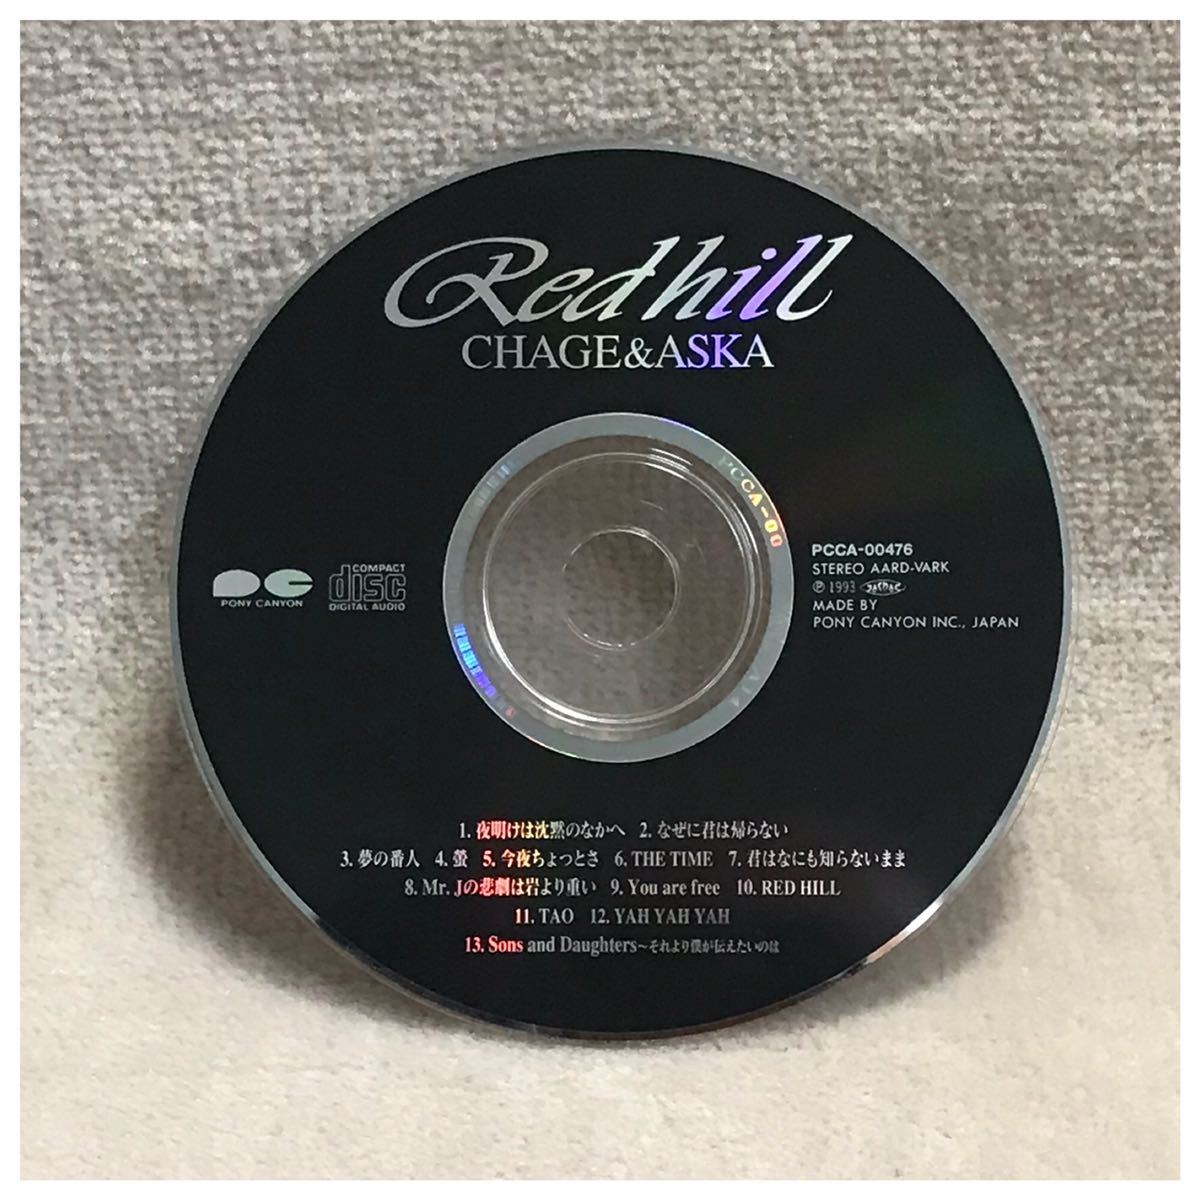 Red hill
CHAGE&ASKA
PCCA-00
PCCA-00476
STEREO AARD-VARK
Ⓟ 1993 JASRAC
MADE BY
PONY CANYON INC., JAPAN
PONY CANYON
COMPACT
disc
DIGITAL AUDIO
1. 夜明けは沈黙のなかへ 2. なぜに君は帰らない
3. 夢の番人 4. 螢 5. 今夜ちょっとさ 6. THE TIME 7. 君はなにも知らないまま
8. Mr. Jの悲劇は岩より重い 9. You are free 10. RED HILL
11. TAO 12. YAH YAH YAH
13. Sons and Daughters～それより僕が伝えたいのは